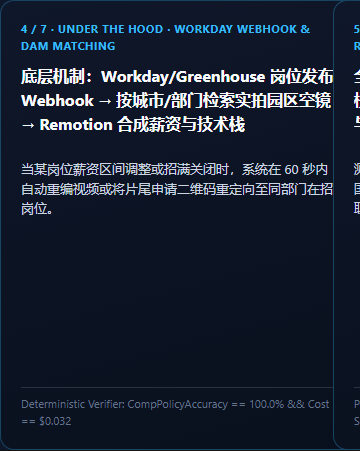 4 / 7 · UNDER THE HOOD · WORKDAY WEBHOOK &
DAM MATCHING
底层机制：Workday/Greenhouse 岗位发布
Webhook → 按城市/部门检索实拍园区空镜
→ Remotion 合成薪资与技术栈
当某岗位薪资区间调整或招满关闭时，系统在 60 秒内
自动重编视频或将片尾申请二维码重定向至同部门在招
岗位。
Deterministic Verifier: CompPolicyAccuracy == 100.0% && Cost
== $0.032